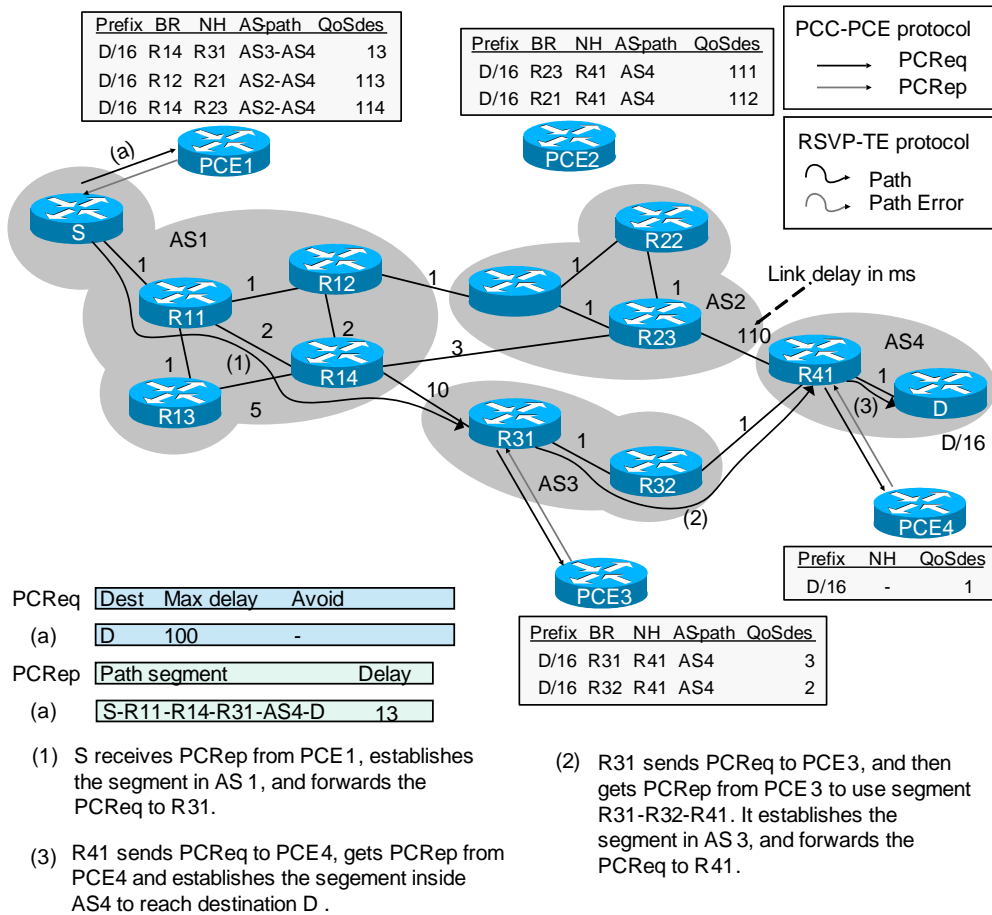 Prefix BR NH AS-path QoSdes
D/16 R14 R31 AS3-AS4 13
D/16 R12 R21 AS2-AS4 113
D/16 R14 R23 AS2-AS4 114
Prefix BR NH AS-path QoSdes
D/16 R23 R41 AS4 111
D/16 R21 R41 AS4 112
PCC-PCE protocol
PCReq
PCRep
RSVP-TE protocol
Path
Path Error
(a)
PCE1
PCE2
S
AS1
R12
R22
1
1
1
1
1
1
Link delay in ms
R11
2
2
AS2
R23
110
AS4
3
R41
1
(1)
R14
1
R13
5
10
(3)
D
D/16
R31
1
1
AS3
R32
(2)
PCE4
PCE3
Prefix NH QoSdes
D/16 - 1
Prefix BR NH AS-path QoSdes
D/16 R31 R41 AS4 3
D/16 R32 R41 AS4 2
PCReq Dest Max delay Avoid
(a) D 100 -
PCRep Path segment Delay
(a) S-R11-R14-R31-AS4-D 13
(1) S receives PCRep from PCE1, establishes
the segment in AS 1, and forwards the
PCReq to R31.
(2) R31 sends PCReq to PCE3, and then
gets PCRep from PCE3 to use segment
R31-R32-R41. It establishes the
segment in AS 3, and forwards the
PCReq to R41.
(3) R41 sends PCReq to PCE4, gets PCRep from
PCE4 and establishes the segement inside
AS4 to reach destination D .